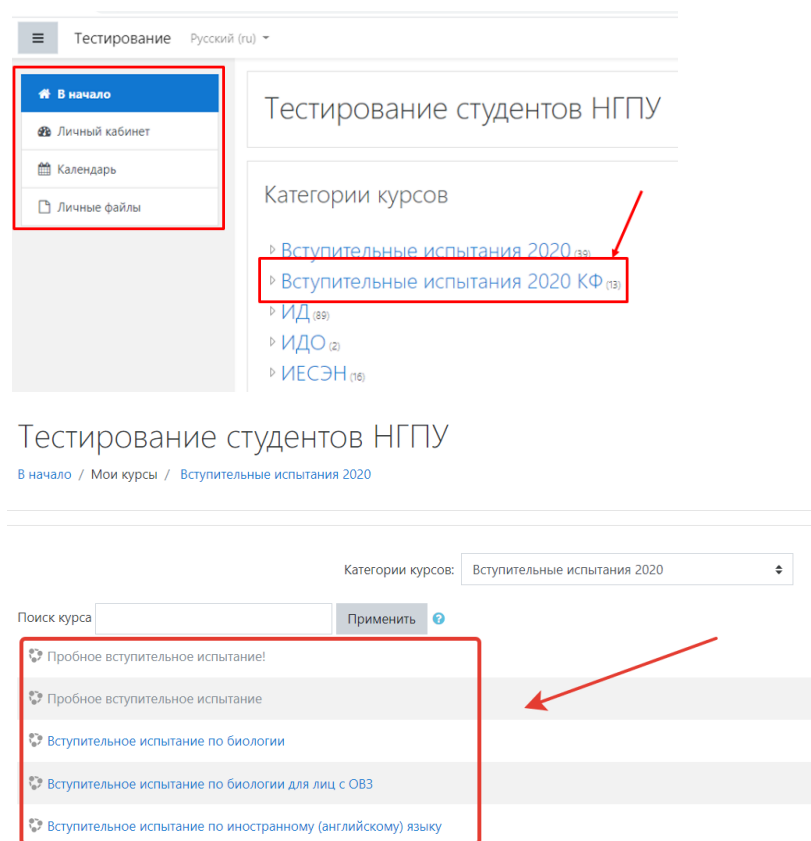 Тестирование Русский (ru)
В начало
Личный кабинет
Календарь
Личные файлы
Тестирование студентов НГПУ
Категории курсов
Вступительные испытания 2020 (39)
Вступительные испытания 2020 КФ (13)
ИД (89)
ИДО (2)
ИЕСЭН (16)
Тестирование студентов НГПУ
В начало / Мои курсы / Вступительные испытания 2020
Категории курсов: Вступительные испытания 2020
Поиск курса Применить
Пробное вступительное испытание!
Пробное вступительное испытание
Вступительное испытание по биологии
Вступительное испытание по биологии для лиц с ОВЗ
Вступительное испытание по иностранному (английскому) языку